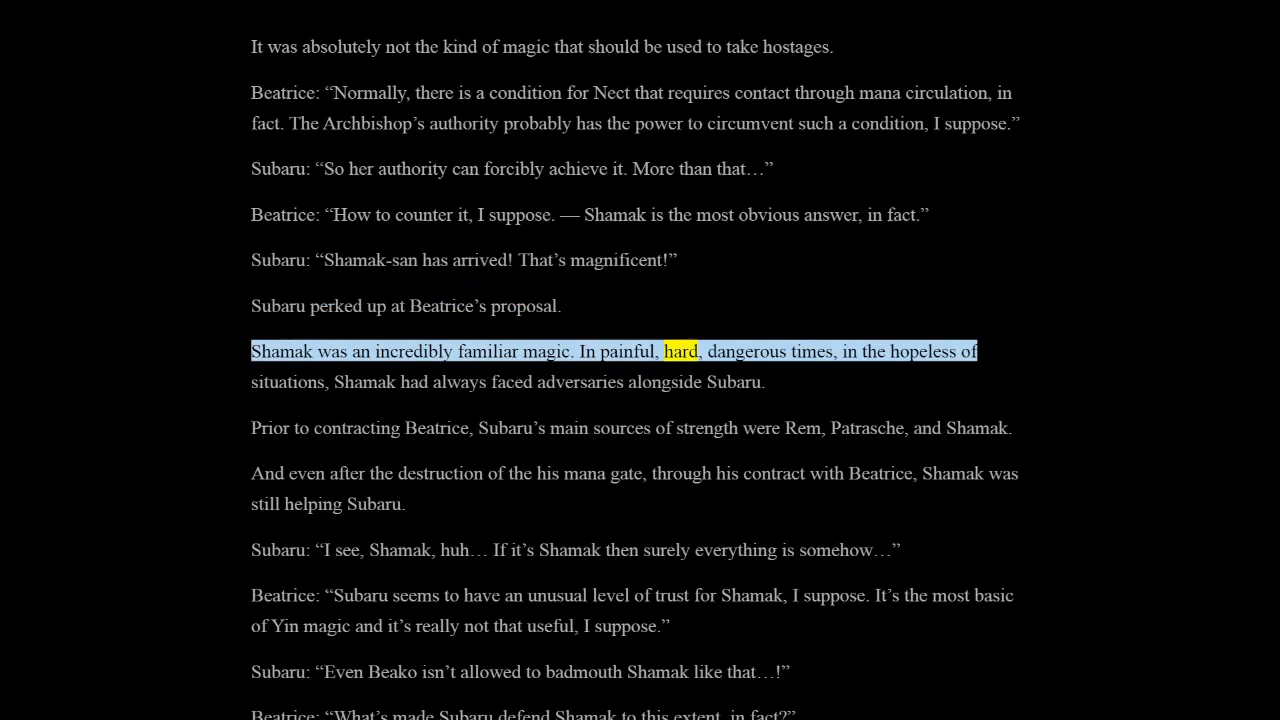 It was absolutely not the kind of magic that should be used to take hostages.
Beatrice: “Normally, there is a condition for Nect that requires contact through mana circulation, in
fact. The Archbishop’s authority probably has the power to circumvent such a condition, I suppose.”
Subaru: “So her authority can forcibly achieve it. More than that…”
Beatrice: “How to counter it, I suppose. — Shamak is the most obvious answer, in fact.”
Subaru: “Shamak-san has arrived! That’s magnificent!”
Subaru perked up at Beatrice’s proposal.
Shamak was an incredibly familiar magic. In painful, hard, dangerous times, in the hopeless of
situations, Shamak had always faced adversaries alongside Subaru.
Prior to contracting Beatrice, Subaru’s main sources of strength were Rem, Patrasche, and Shamak.
And even after the destruction of the his mana gate, through his contract with Beatrice, Shamak was
still helping Subaru.
Subaru: “I see, Shamak, huh… If it’s Shamak then surely everything is somehow…”
Beatrice: “Subaru seems to have an unusual level of trust for Shamak, I suppose. It’s the most basic
of Yin magic and it’s really not that useful, I suppose.”
Subaru: “Even Beako isn’t allowed to badmouth Shamak like that…!”
Beatrice: “What’s made Subaru defend Shamak to this extent, in fact?”